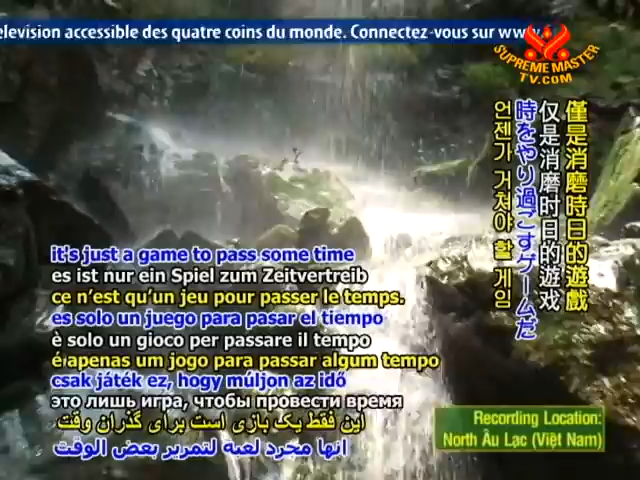 elevision accessible des quatre coins du monde. Connectez-vous sur www.
SUPREME MASTER
TV.COM
僅是消磨時日的遊戲
仅是消磨时日的遊戏
時をやり過ごすゲームだ
언젠가 거쳐야 할 게임
it's just a game to pass some time
es ist nur ein Spiel zum Zeitvertreib
ce n'est qu'un jeu pour passer le temps.
es solo un juego para pasar el tiempo
è solo un gioco per passare il tempo
é apenas um jogo para passar algum tempo
csak játék ez, hogy múljon az idő
это лишь игра, чтобы провести время
این فقط یک بازی است برای گذران وقت
انها مجرد لعبة لتمرير بعض الوقت
Recording Location:
North Âu Lạc (Việt Nam)